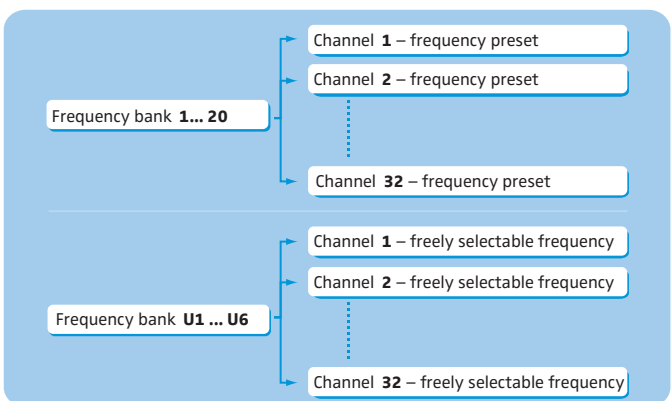 Channel 1 – frequency preset
Channel 2 – frequency preset
Frequency bank 1... 20
Channel 32 – frequency preset
Channel 1 – freely selectable frequency
Channel 2 – freely selectable frequency
Frequency bank U1 ... U6
Channel 32 – freely selectable frequency